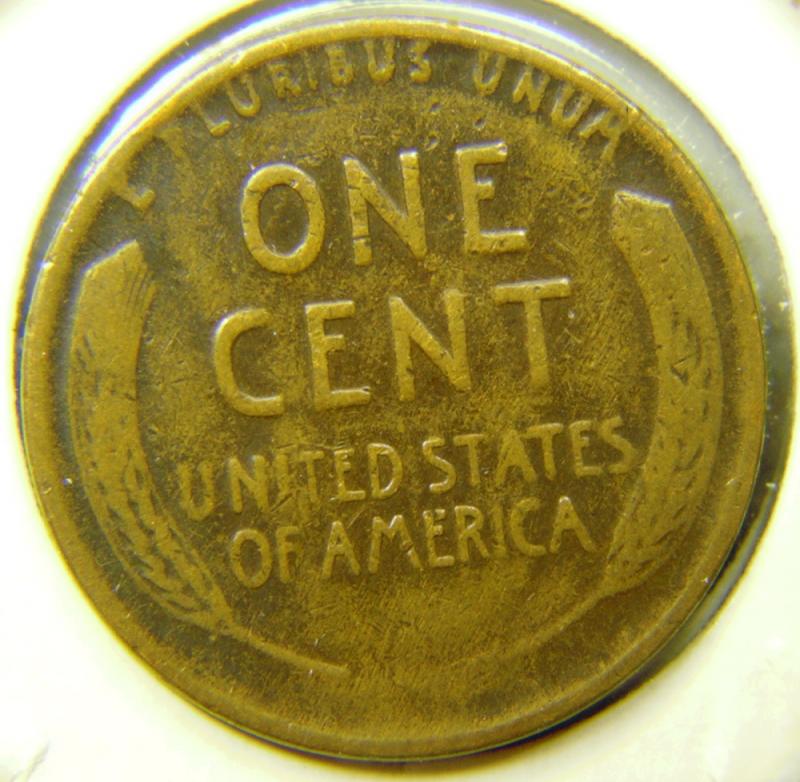 E PLURIBUS UNUM
ONE
CENT
UNITED STATES
OF AMERICA